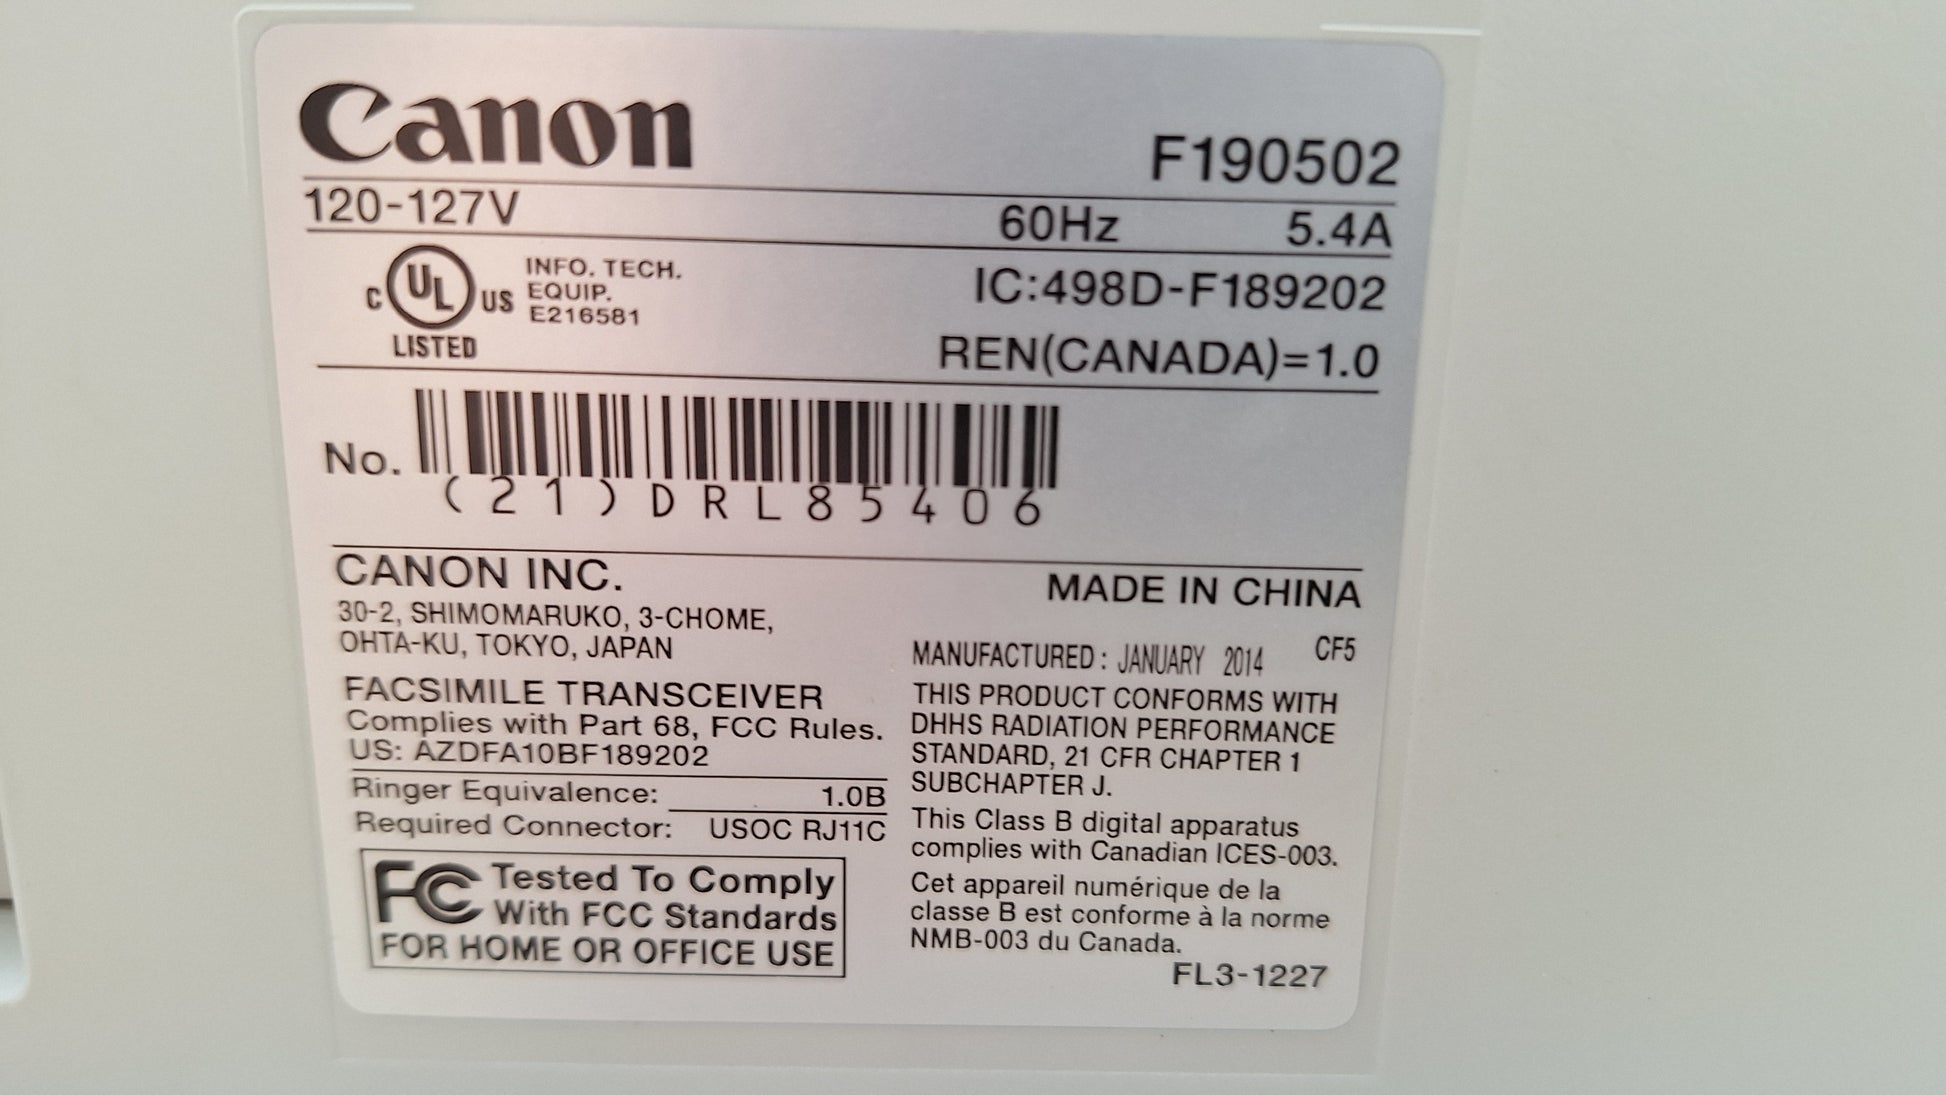 Canon
F190502
120-127V 60Hz 5.4A
C UL US
LISTED
INFO. TECH.
EQUIP.
E216581
IC:498D-F189202
REN(CANADA)=1.0
No.
(21)DRL85406
CANON INC.
30-2, SHIMOMARUKO, 3-CHOME,
OHTA-KU, TOKYO, JAPAN
FACSIMILE TRANSCEIVER
Complies with Part 68, FCC Rules.
US: AZDFA10BF189202
Ringer Equivalence: 1.0B
Required Connector: USOC RJ11C
FC Tested To Comply
With FCC Standards
FOR HOME OR OFFICE USE
MADE IN CHINA
MANUFACTURED: JANUARY 2014 CF5
THIS PRODUCT CONFORMS WITH
DHHS RADIATION PERFORMANCE
STANDARD, 21 CFR CHAPTER 1
SUBCHAPTER J.
This Class B digital apparatus
complies with Canadian ICES-003.
Cet appareil numérique de la
classe B est conforme à la norme
NMB-003 du Canada.
FL3-1227